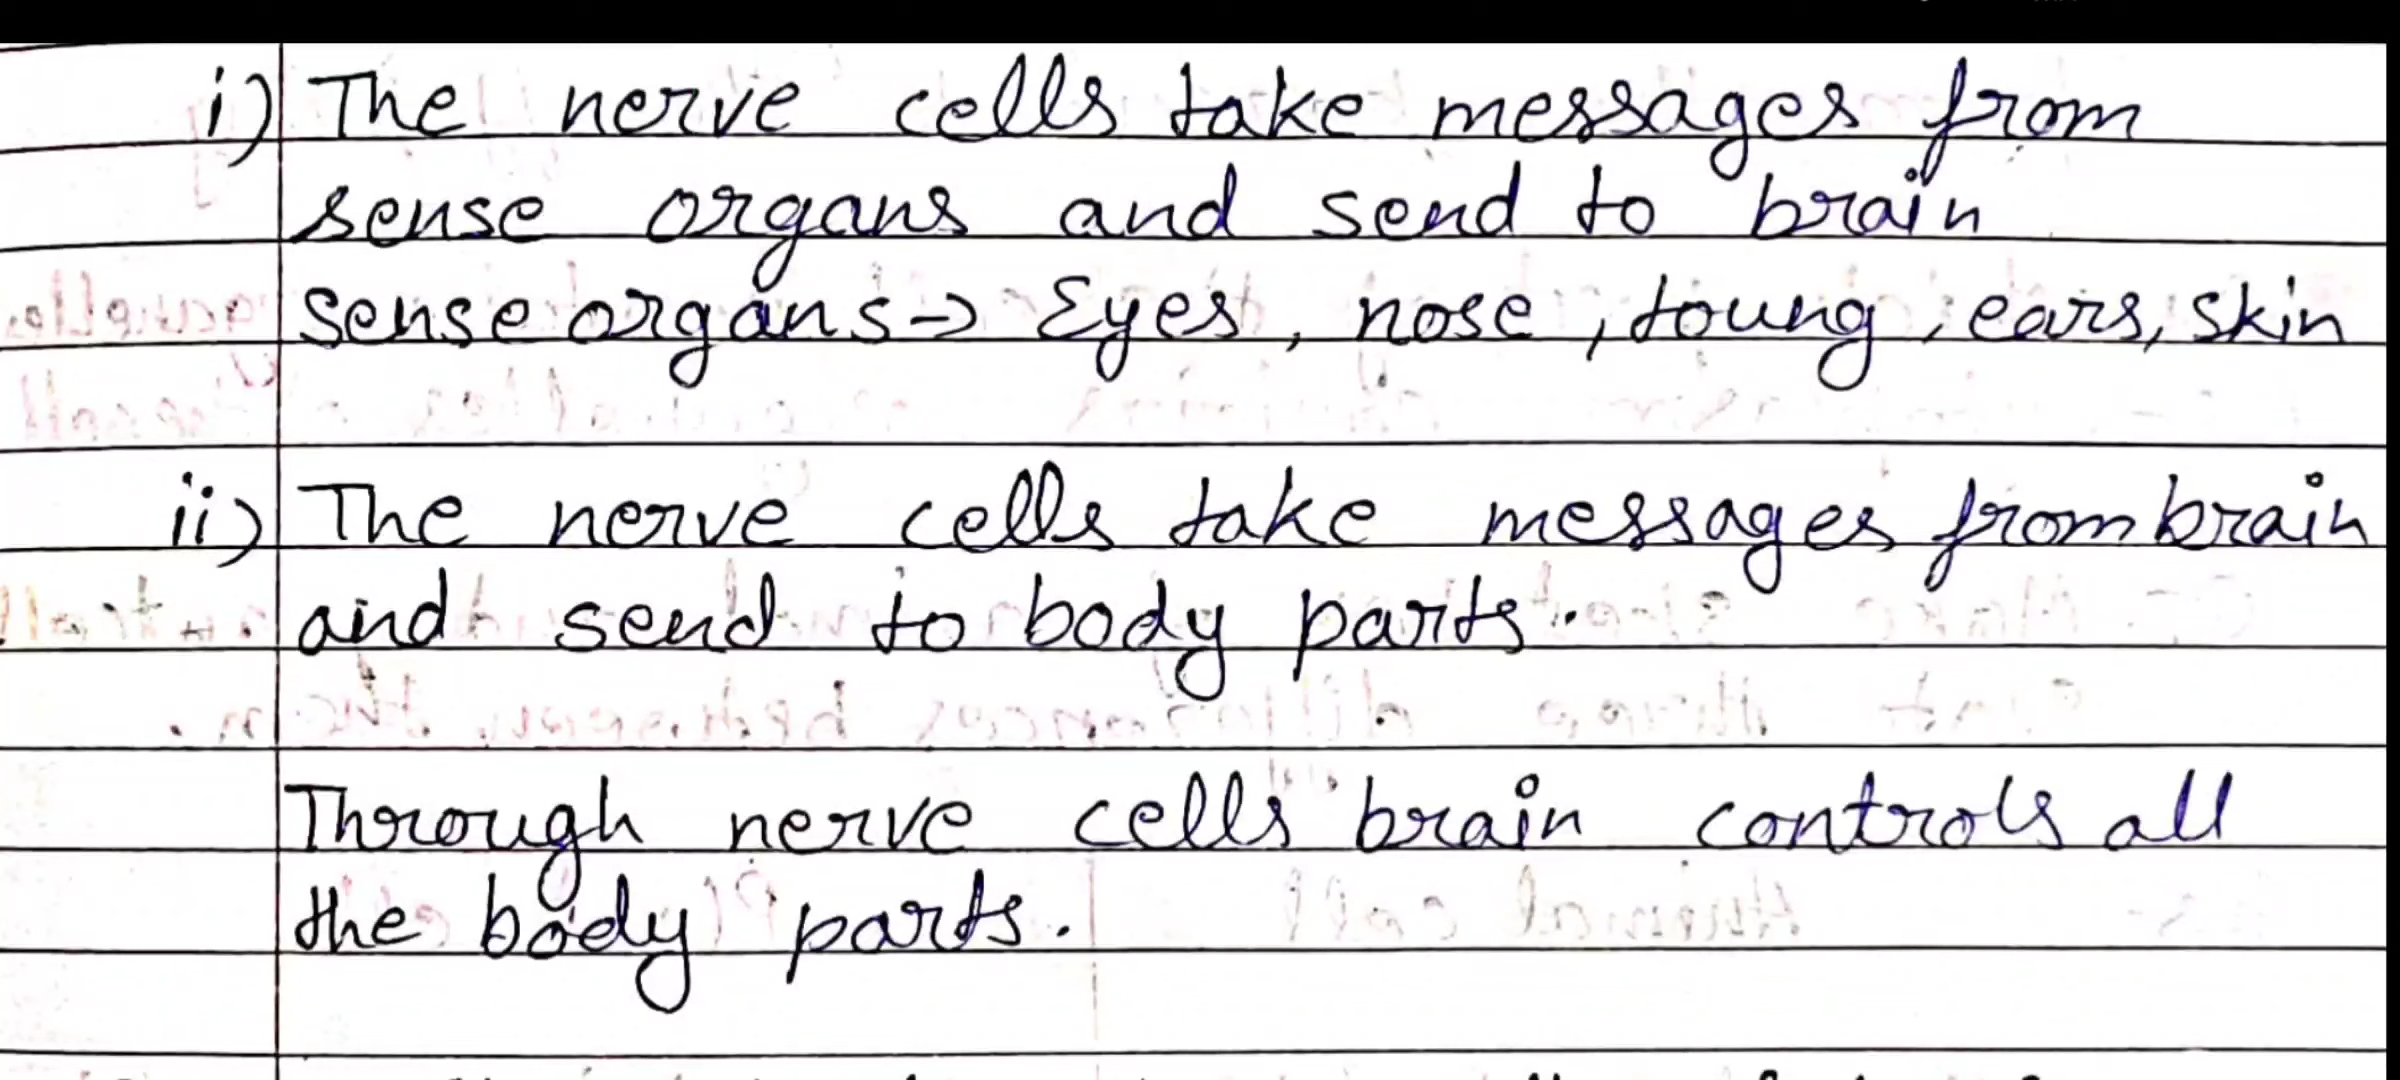 i) The nerve cells take messages from
sense organs and send to brain
sense organs -> Eyes, nose, toung, ears, skin
ii) The nerve cells take messages from brain
and send to body parts.
Through nerve cells brain controls all
the body parts.